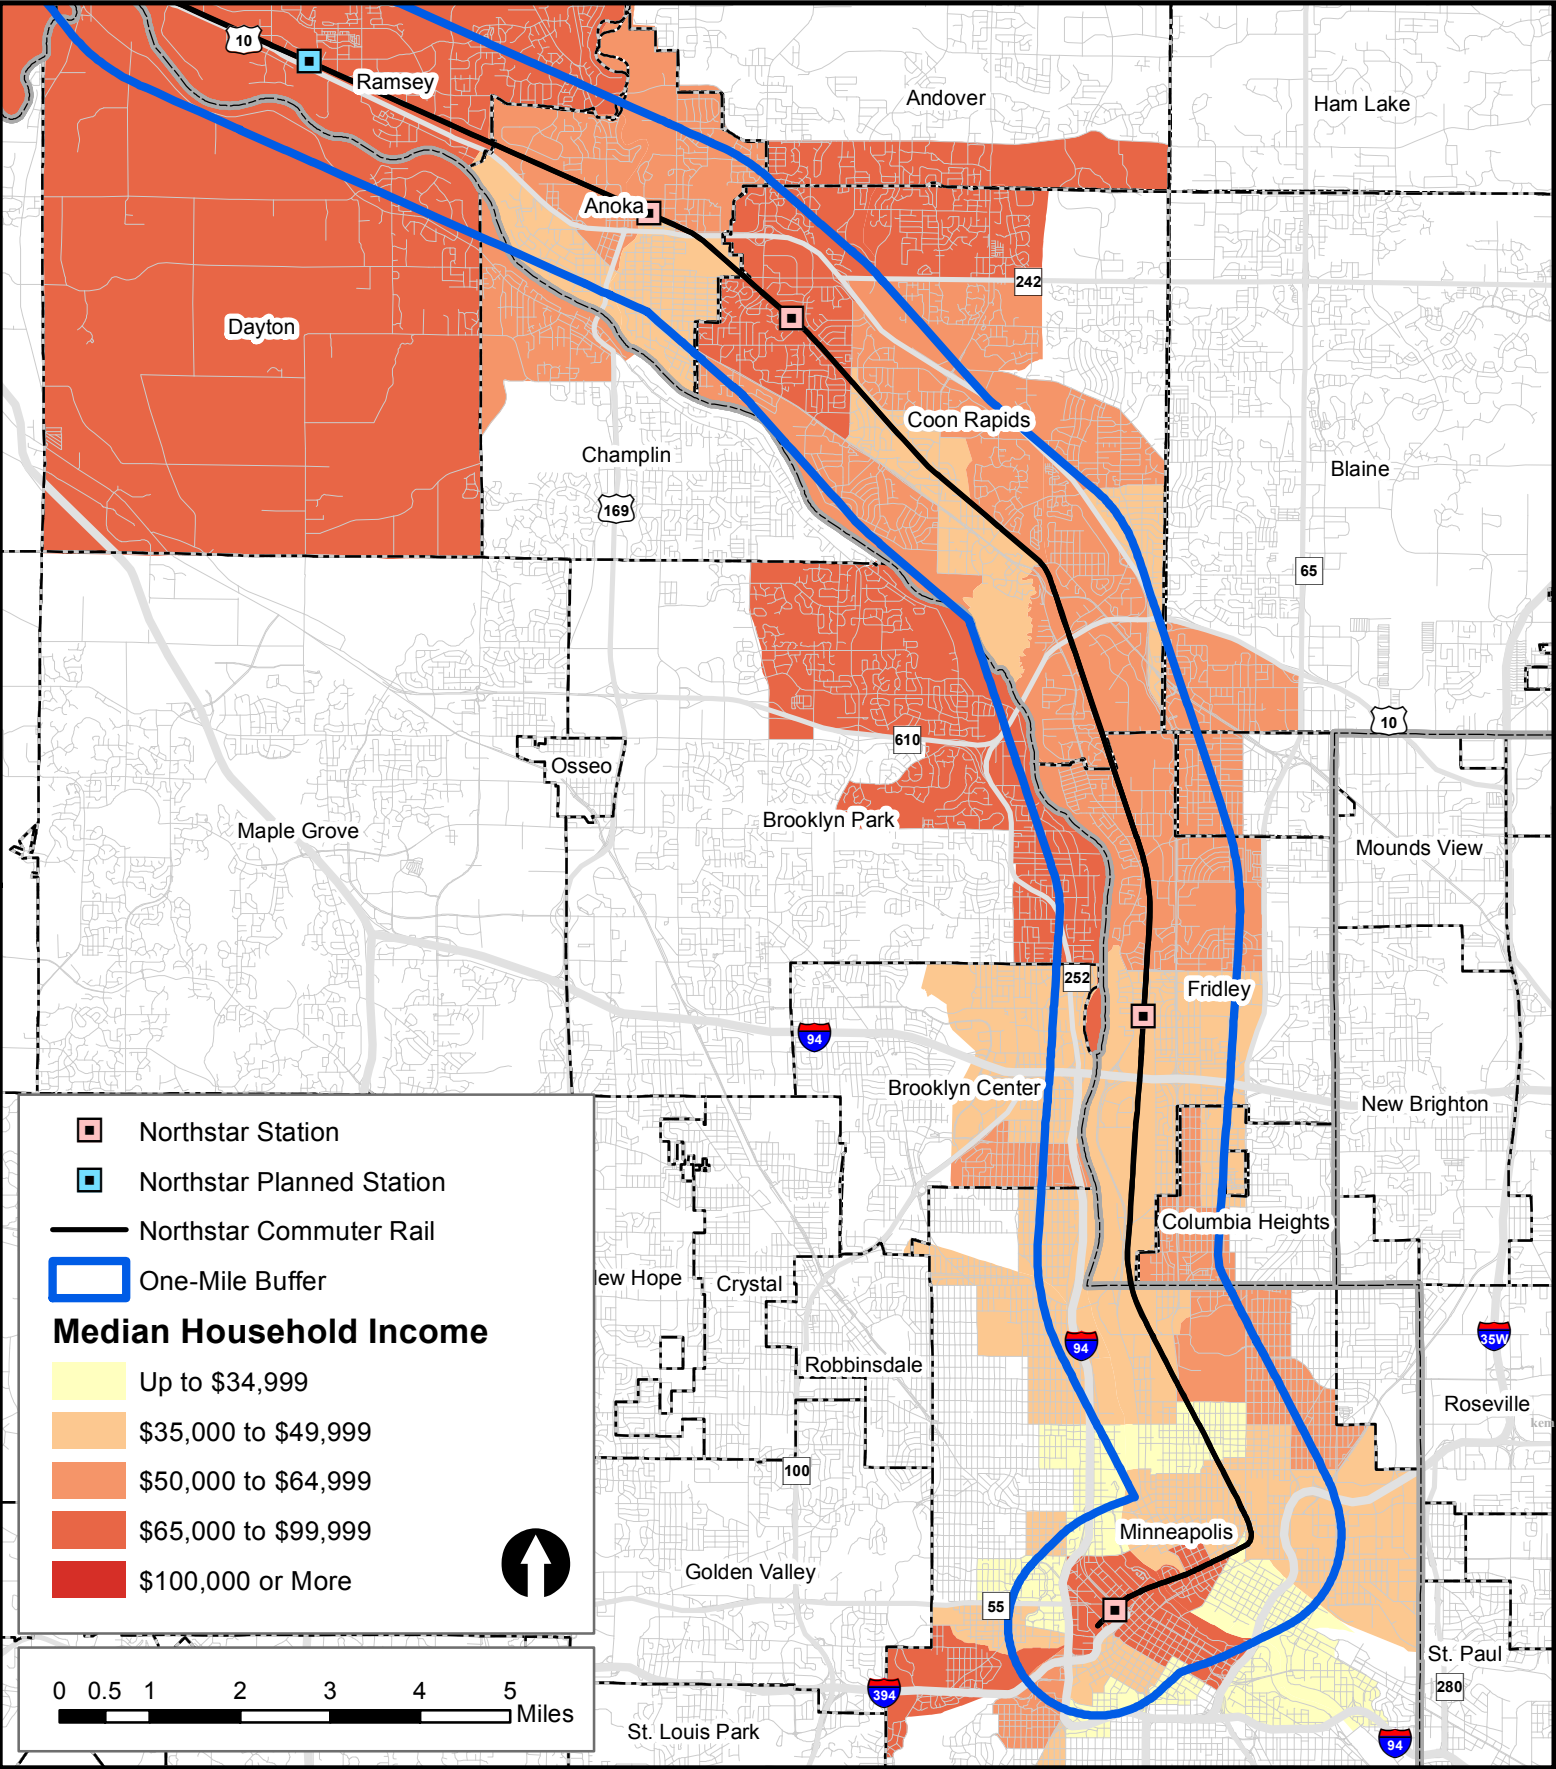 10
Ramsey
Andover
Ham Lake
Anoka
242
Dayton
Coon Rapids
Champlin
Blaine
169
65
10
610
Osseo
Brooklyn Park
Maple Grove
Mounds View
252
Fridley
94
Brooklyn Center
New Brighton
Columbia Heights
ew Hope
Crystal
94
35W
Robbinsdale
Roseville
100
Minneapolis
Golden Valley
55
St. Paul
280
394
St. Louis Park
94
Northstar Station
Northstar Planned Station
Northstar Commuter Rail
One-Mile Buffer
Median Household Income
Up to $34,999
$35,000 to $49,999
$50,000 to $64,999
$65,000 to $99,999
$100,000 or More
0 0.5 1 2 3 4 5 Miles